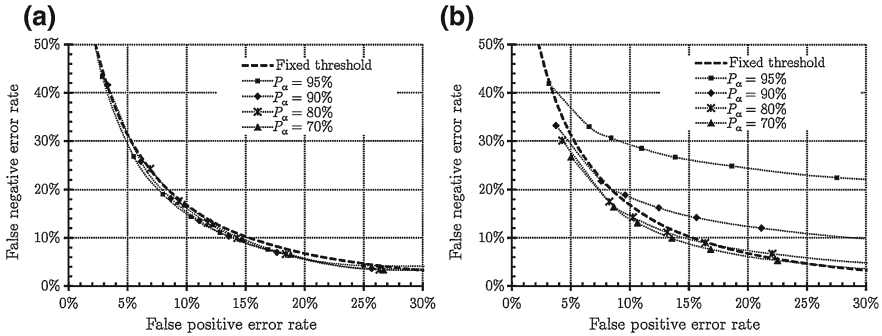 (a)
50%
40%
30%
20%
10%
0%
False negative error rate
Fixed threshold
Pα = 95%
Pα = 90%
Pα = 80%
Pα = 70%
0% 5% 10% 15% 20% 25% 30%
False positive error rate
(b)
50%
40%
30%
20%
10%
0%
False negative error rate
Fixed threshold
Pα = 95%
Pα = 90%
Pα = 80%
Pα = 70%
0% 5% 10% 15% 20% 25% 30%
False positive error rate